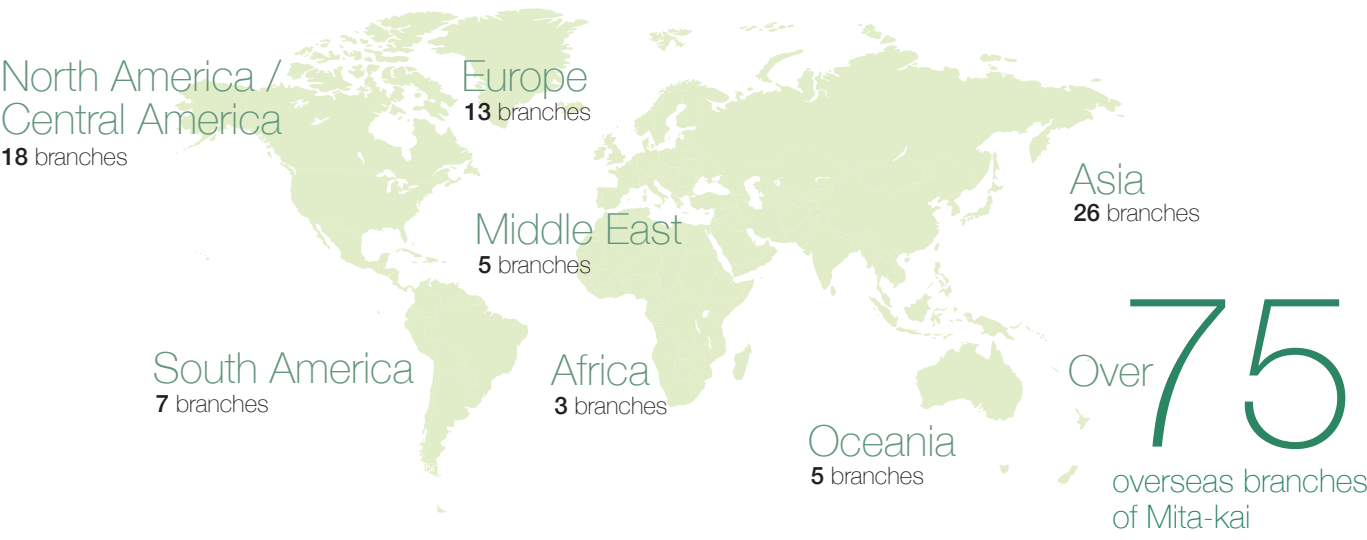 North America /
Central America
18 branches
Europe
13 branches
Middle East
5 branches
Asia
26 branches
South America
7 branches
Africa
3 branches
Oceania
5 branches
Over 75
overseas branches
of Mita-kai